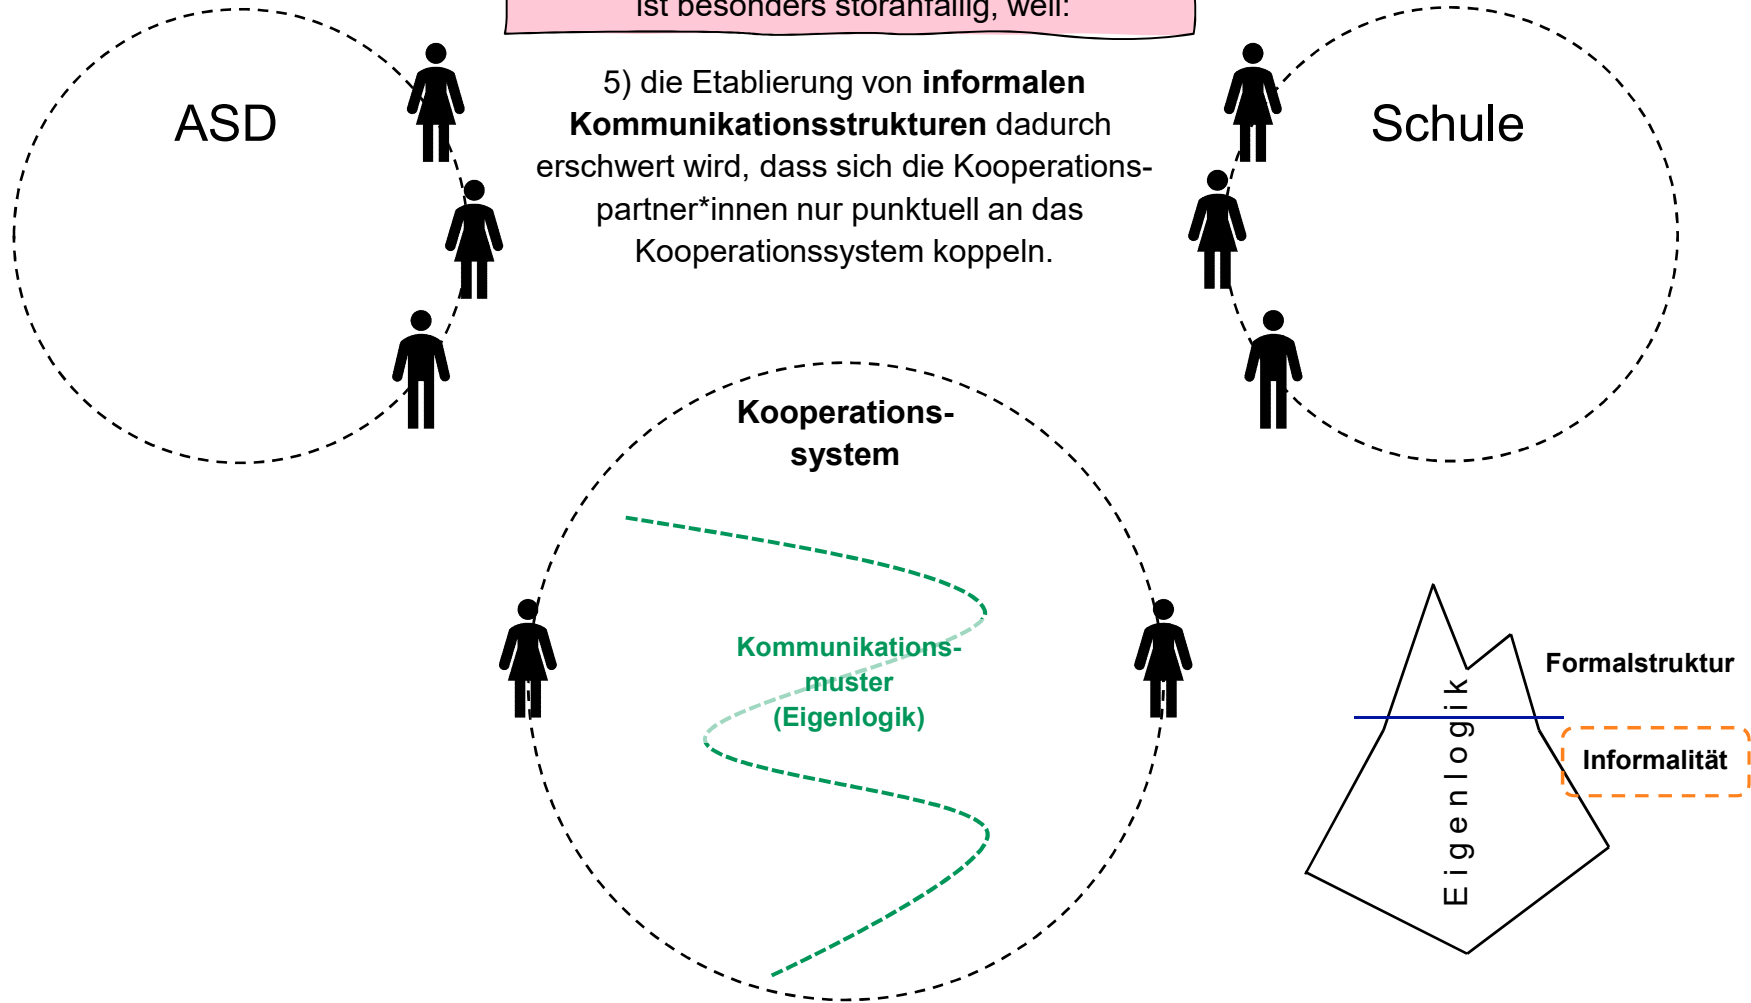 ist besonders störanfällig, weil:
ASD
5) die Etablierung von informalen
Kommunikationsstrukturen dadurch
erschwert wird, dass sich die Kooperations-
partner*innen nur punktuell an das
Kooperationssystem koppeln.
Schule
Kooperations-
system
Kommunikations-
muster
(Eigenlogik)
Formalstruktur
Informalität
Eigenlogik